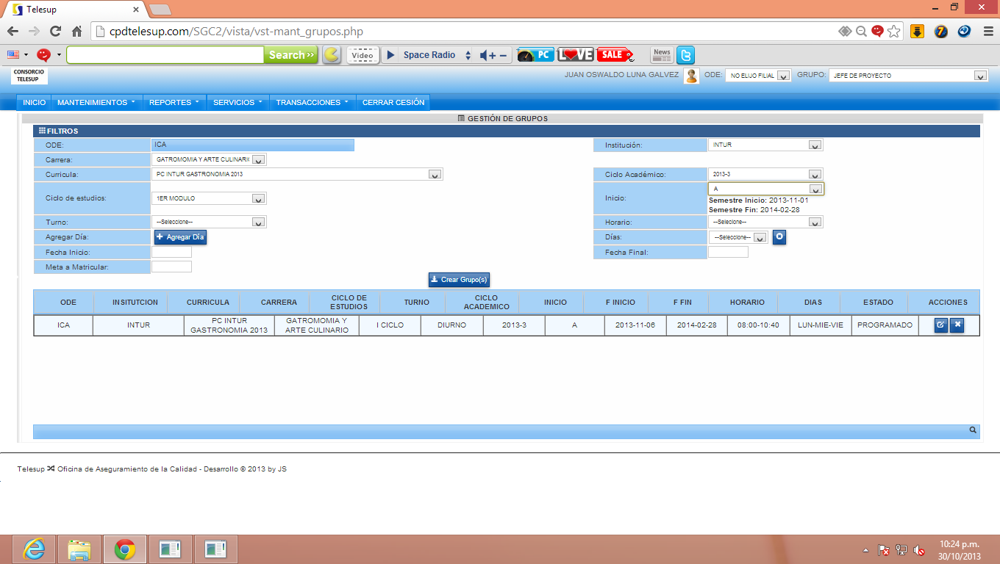 Telesup
cpdtelesup.com/SGC2/vista/vst-mant_grupos.php
Search >> Video Space Radio PC LOVE SALE News
CONSORCIO
TELESUP
JUAN OSWALDO LUNA GALVEZ ODE: NO ELIJO FILIAL GRUPO: JEFE DE PROYECTO
INICIO MANTENIMIENTOS REPORTES SERVICIOS TRANSACCIONES CERRAR CESIÓN
GESTIÓN DE GRUPOS
FILTROS
ODE: ICA Institución: INTUR
Carrera: GATROMOMIA Y ARTE CULINARI
Curricula: PC INTUR GASTRONOMIA 2013 Ciclo Académico: 2013-3
Ciclo de estudios: 1ER MODULO Inicio: A
Semestre Inicio: 2013-11-01
Semestre Fin: 2014-02-28
Turno: --Seleccione-- Horario: --Selecione--
Agregar Día: + Agregar Día Días: --Seleccione--
Fecha Inicio: Fecha Final:
Meta a Matricular:
Crear Grupo(s)
ODE INSITUTCION CURRICULA CARRERA CICLO DE ESTUDIOS TURNO CICLO ACADEMICO INICIO F INICIO F FIN HORARIO DIAS ESTADO ACCIONES
ICA INTUR PC INTUR GASTRONOMIA 2013 GATROMOMIA Y ARTE CULINARIO I CICLO DIURNO 2013-3 A 2013-11-06 2014-02-28 08:00-10:40 LUN-MIE-VIE PROGRAMADO
Telesup Oficina de Aseguramiento de la Calidad - Desarrollo © 2013 by JS
10:24 p.m.
30/10/2013